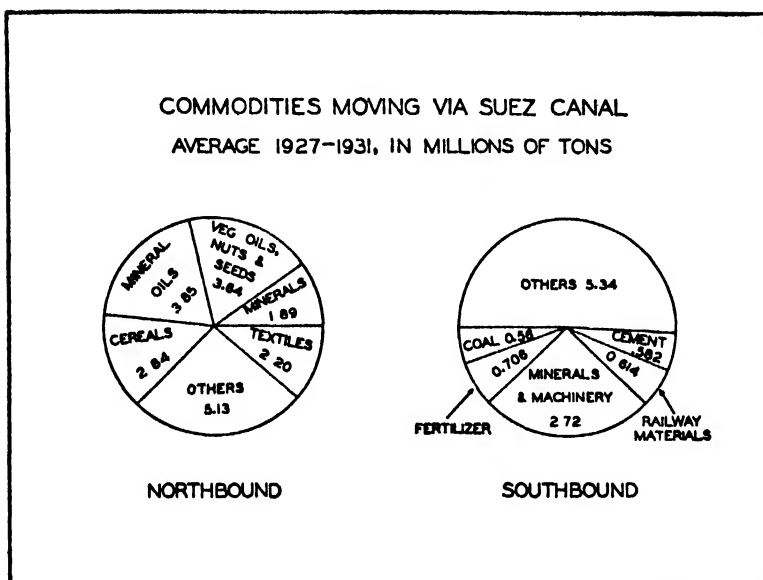 COMMODITIES MOVING VIA SUEZ CANAL
AVERAGE 1927-1931, IN MILLIONS OF TONS
MINERAL
OILS
3.85
VEG OILS,
NUTS &
SEEDS
3.64
MINERALS
1 89
CEREALS
2 84
TEXTILES
2 20
OTHERS
5.13
NORTHBOUND
OTHERS 5.34
COAL 0.56
CEMENT
.582
0.706
0 614
MINERALS
& MACHINERY
2 72
FERTILIZER
RAILWAY
MATERIALS
SOUTHBOUND